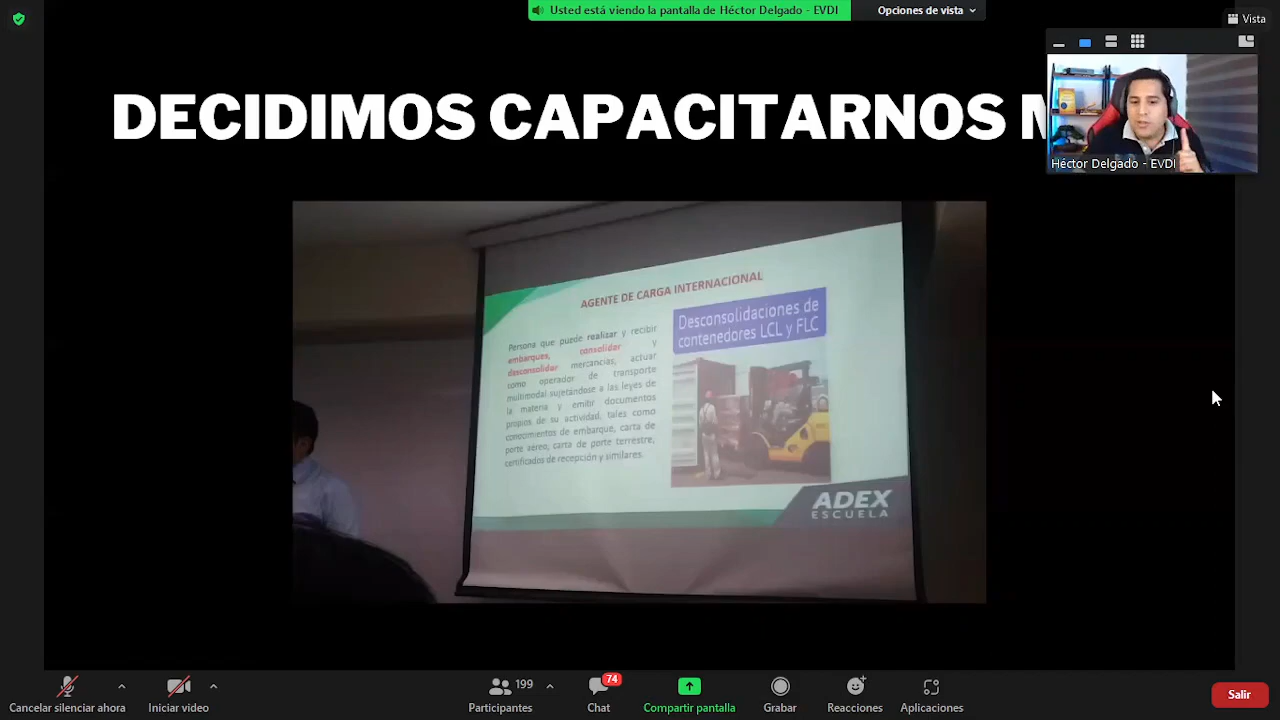 Usted está viendo la pantalla de Héctor Delgado - EVDI
Opciones de vista
Vista
DECIDIMOS CAPACITARNOS M
Héctor Delgado - EVDI
AGENTE DE CARGA INTERNACIONAL
Persona que puede realizar y recibir
embarques, consolidar y
desconsolidar mercancías, actuar
como operador de transporte
multimodal sujetándose a las leyes de
la materia y emitir documentos
propios de su actividad, tales como
conocimientos de embarque, carta de
porte aéreo, carta de porte terrestre,
certificados de recepción y similares.
Desconsolidaciones de
contenedores LCL y FLC
ADEX
ESCUELA
Cancelar silenciar ahora
Iniciar video
199
Participantes
74
Chat
Compartir pantalla
Grabar
Reacciones
Aplicaciones
Salir